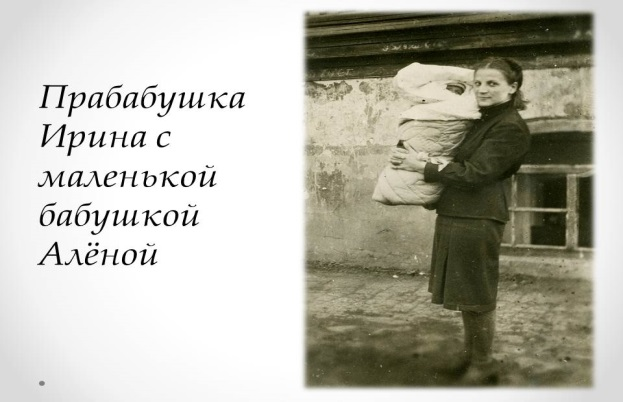 Прабабушка
Ирина с
маленькой
бабушкой
Алёной